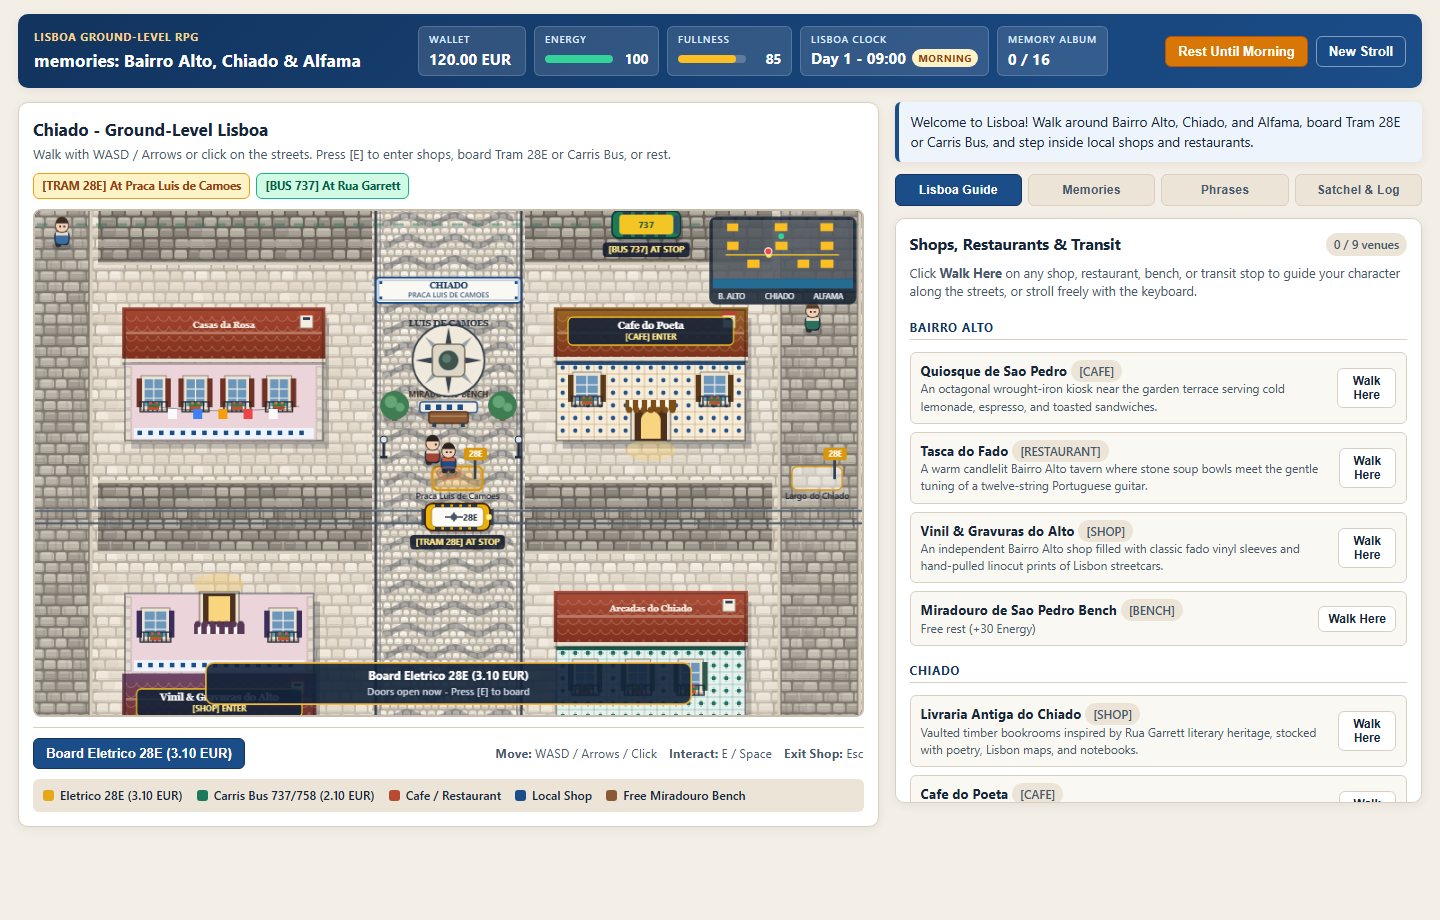 LISBOA GROUND-LEVEL RPG
memories: Bairro Alto, Chiado & Alfama
WALLET
120.00 EUR
ENERGY
100
FULLNESS
85
LISBOA CLOCK
Day 1 - 09:00 MORNING
MEMORY ALBUM
0 / 16
Rest Until Morning
New Stroll
Chiado - Ground-Level Lisboa
Walk with WASD / Arrows or click on the streets. Press [E] to enter shops, board Tram 28E or Carris Bus, or rest.
[TRAM 28E] At Praca Luis de Camoes
[BUS 737] At Rua Garrett
737
[BUS 737] AT STOP
B. ALTO CHIADO ALFAMA
CHIADO
PRACA LUIS DE CAMOES
LUIS DE CAMOES
Casas da Rosa
Cafe do Poeta
[CAFE] ENTER
MIRADOURO BENCH
28E
Praca Luis de Camoes
28E
Largo do Chiado
28E
[TRAM 28E] AT STOP
Arcadas do Chiado
Vinil & Gravuras do Alto
[SHOP] ENTER
Board Eletrico 28E (3.10 EUR)
Doors open now - Press [E] to board
Board Eletrico 28E (3.10 EUR)
Move: WASD / Arrows / Click Interact: E / Space Exit Shop: Esc
Eletrico 28E (3.10 EUR) Carris Bus 737/758 (2.10 EUR) Cafe / Restaurant Local Shop Free Miradouro Bench
Welcome to Lisboa! Walk around Bairro Alto, Chiado, and Alfama, board Tram 28E
or Carris Bus, and step inside local shops and restaurants.
Lisboa Guide
Memories
Phrases
Satchel & Log
Shops, Restaurants & Transit
0 / 9 venues
Click Walk Here on any shop, restaurant, bench, or transit stop to guide your character
along the streets, or stroll freely with the keyboard.
BAIRRO ALTO
Quiosque de Sao Pedro [CAFE]
An octagonal wrought-iron kiosk near the garden terrace serving cold
lemonade, espresso, and toasted sandwiches.
Walk
Here
Tasca do Fado [RESTAURANT]
A warm candlelit Bairro Alto tavern where stone soup bowls meet the gentle
tuning of a twelve-string Portuguese guitar.
Walk
Here
Vinil & Gravuras do Alto [SHOP]
An independent Bairro Alto shop filled with classic fado vinyl sleeves and
hand-pulled linocut prints of Lisbon streetcars.
Walk
Here
Miradouro de Sao Pedro Bench [BENCH]
Free rest (+30 Energy)
Walk Here
CHIADO
Livraria Antiga do Chiado [SHOP]
Vaulted timber bookrooms inspired by Rua Garrett literary heritage, stocked
with poetry, Lisbon maps, and notebooks.
Walk
Here
Cafe do Poeta [CAFE]
Walk